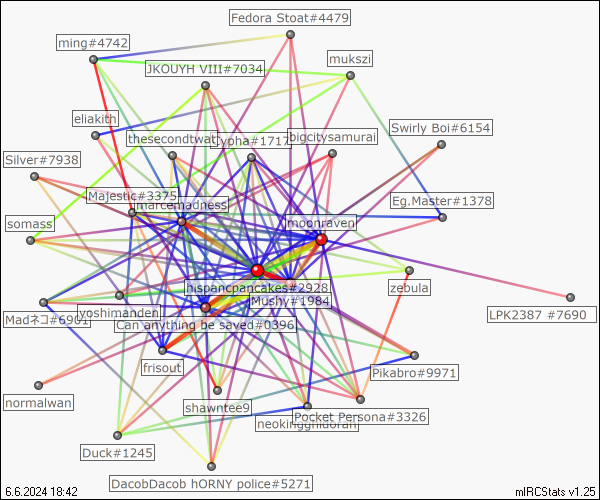 Fedora Stoat#4479
ming#4742
mukszi
JKOUYH VIII#7034
eliakith
Swirly Boi#6154
thesecondtwat
Cypha#1717
bigcitysamurai
Silver#7938
Majestic#3375
marcemadness
Eg.Master#1378
somass
moonraven
hispancpancakes#2928
zebula
Mushy#1984
yoshimanden
LPK2387 #7690
Madネコ#6901
Can anything be saved#0396
frisout
Pikabro#9971
normalwan
shawntee9
Pocket Persona#3326
neokingghidorah
Duck#1245
DacobDacob hORNY police#5271
6.6.2024 18:42
mIRCStats v1.25